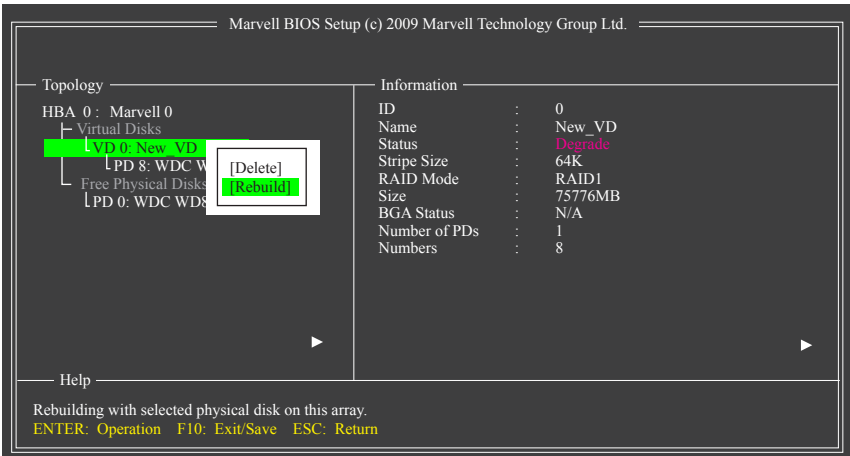 Marvell BIOS Setup (c) 2009 Marvell Technology Group Ltd.
Topology
HBA 0 : Marvell 0
Virtual Disks
VD 0: New_VD
PD 8: WDC
Free Physical Disks
PD 0: WDC
[Delete]
[Rebuild]
Information
ID : 0
Name : New_VD
Status : Degrade
Stripe Size : 64K
RAID Mode : RAID1
Size : 75776MB
BGA Status : N/A
Number of PDs : 1
Numbers : 8
Help
Rebuilding with selected physical disk on this array.
ENTER: Operation F10: Exit/Save ESC: Return